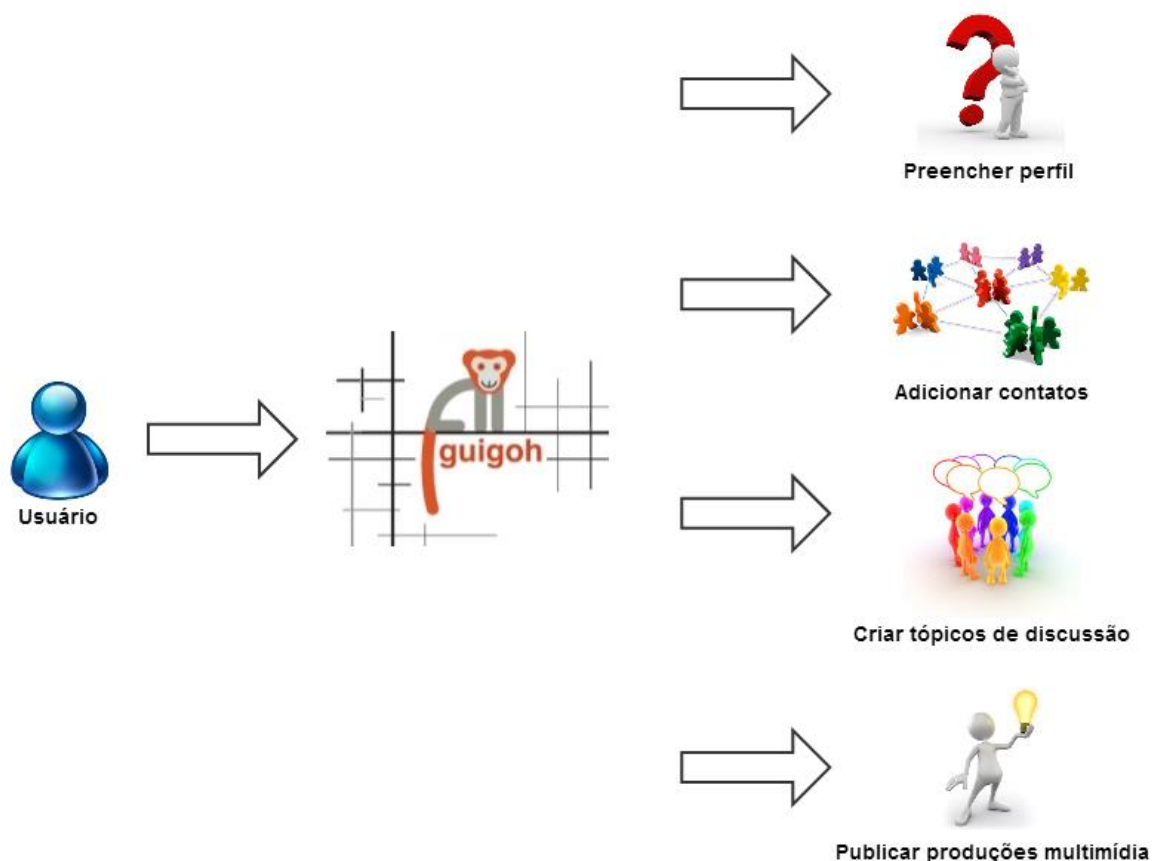 Preencher perfil
Adicionar contatos
guigoh
Usuário
Criar tópicos de discussão
Publicar produções multimídia